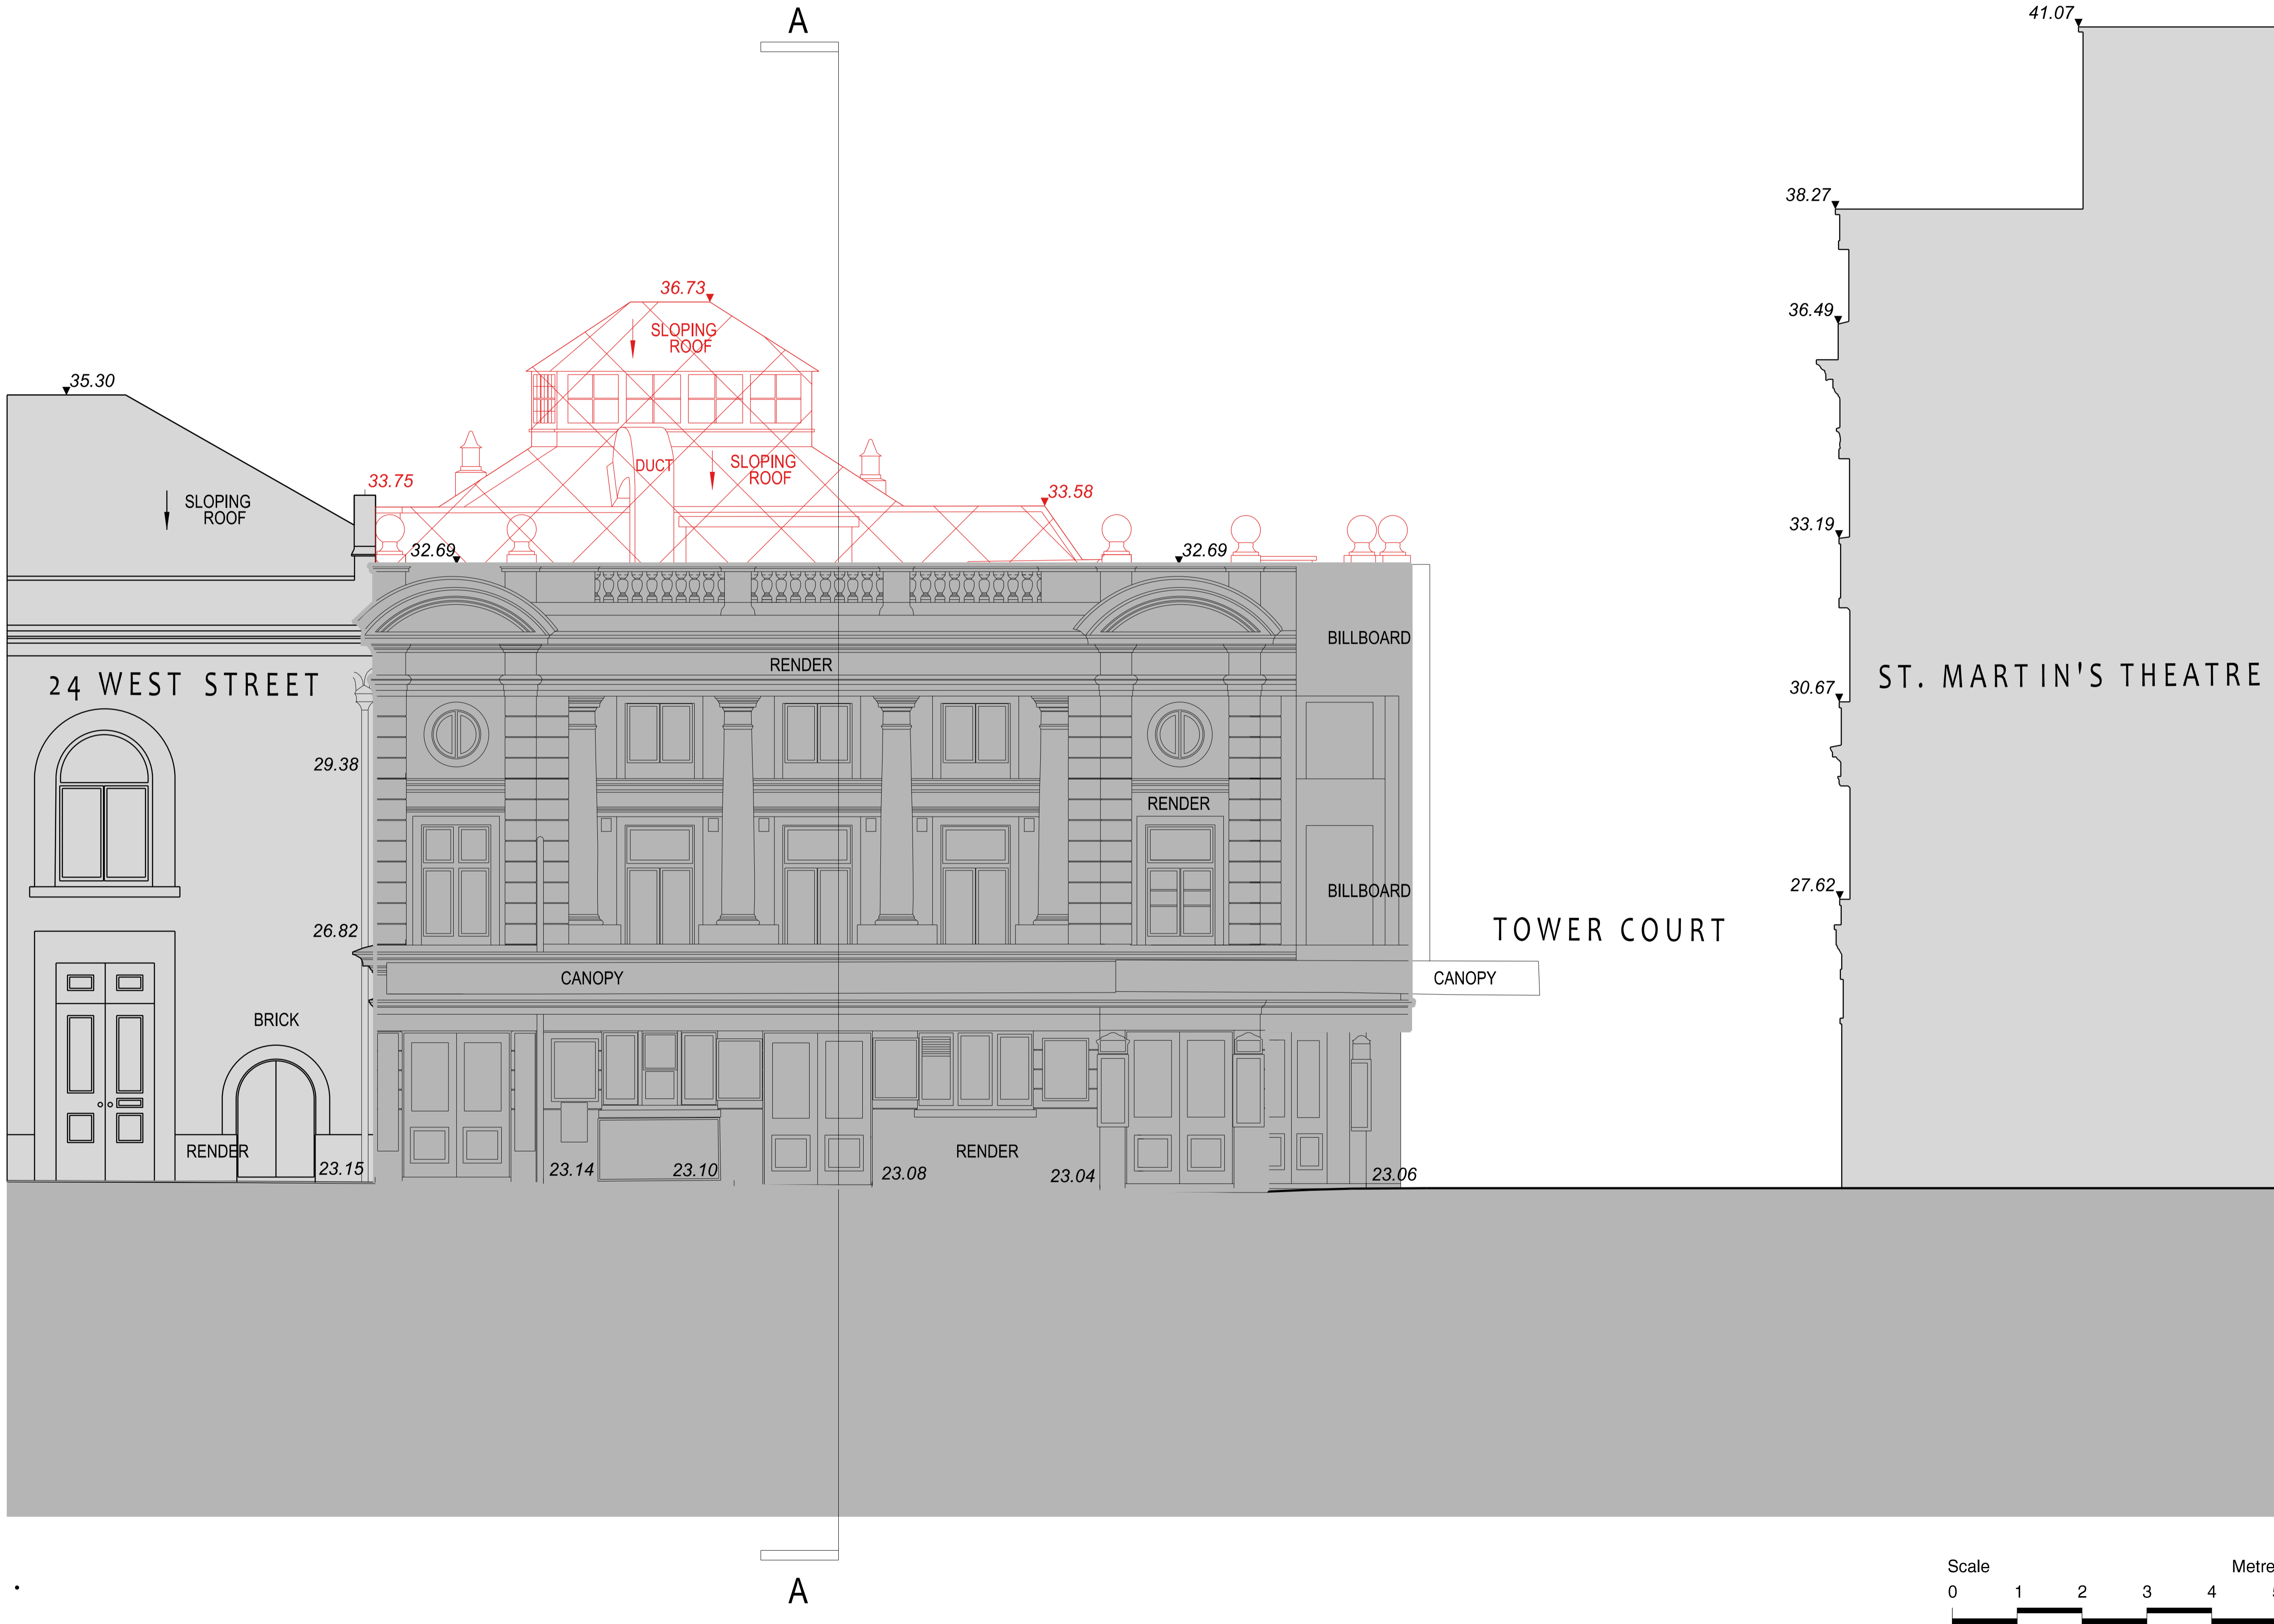 A
41.07
38.27
36.73
SLOPING
ROOF
36.49
35.30
SLOPING
ROOF
DUCT
SLOPING
ROOF
33.75
33.58
33.19
32.69
32.69
BILLBOARD
RENDER
24 WEST STREET
ST. MARTIN'S THEATRE
30.67
29.38
RENDER
27.62
BILLBOARD
26.82
TOWER COURT
CANOPY
CANOPY
BRICK
RENDER
RENDER
23.15
23.14
23.10
23.08
23.04
23.06
A
Scale
Metre
0 1 2 3 4